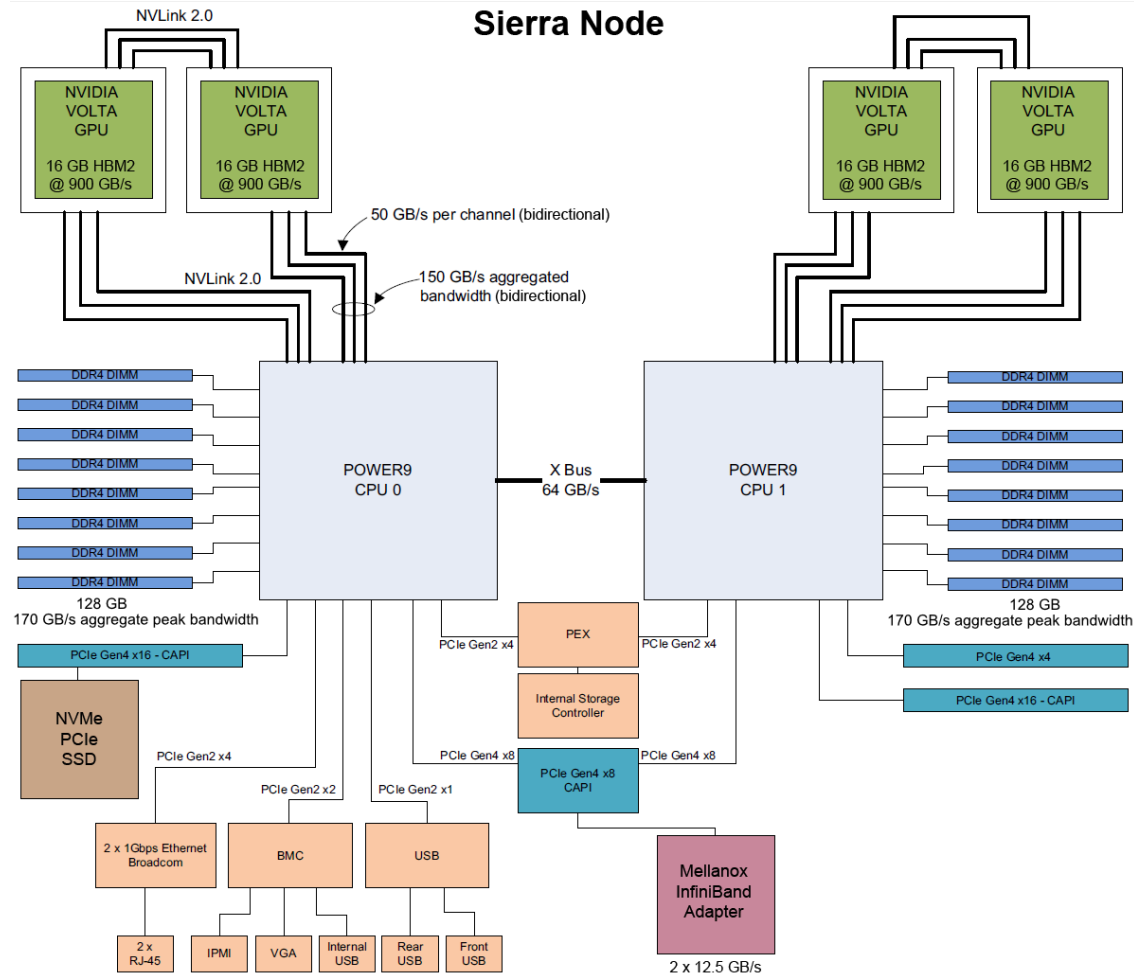 Sierra Node
NVLink 2.0
NVIDIA
VOLTA
GPU
16 GB HBM2
@ 900 GB/s
NVIDIA
VOLTA
GPU
16 GB HBM2
@ 900 GB/s
NVIDIA
VOLTA
GPU
16 GB HBM2
@ 900 GB/s
NVIDIA
VOLTA
GPU
16 GB HBM2
@ 900 GB/s
50 GB/s per channel (bidirectional)
NVLink 2.0
150 GB/s aggregated
bandwidth (bidirectional)
DDR4 DIMM
DDR4 DIMM
DDR4 DIMM
DDR4 DIMM
DDR4 DIMM
DDR4 DIMM
DDR4 DIMM
DDR4 DIMM
128 GB
170 GB/s aggregate peak bandwidth
POWER9
CPU 0
X Bus
64 GB/s
POWER9
CPU 1
DDR4 DIMM
DDR4 DIMM
DDR4 DIMM
DDR4 DIMM
DDR4 DIMM
DDR4 DIMM
DDR4 DIMM
DDR4 DIMM
128 GB
170 GB/s aggregate peak bandwidth
PCIe Gen4 x16 - CAPI
NVMe
PCIe
SSD
PCIe Gen2 x4
PEX
PCIe Gen2 x4
Internal Storage
Controller
PCIe Gen4 x4
PCIe Gen4 x16 - CAPI
PCIe Gen4 x8
PCIe Gen4 x8
CAPI
PCIe Gen4 x8
PCIe Gen2 x4
PCIe Gen2 x2
PCIe Gen2 x1
2 x 1Gbps Ethernet
Broadcom
BMC
USB
Mellanox
InfiniBand
Adapter
2 x 12.5 GB/s
2 x
RJ-45
IPMI
VGA
Internal
USB
Rear
USB
Front
USB